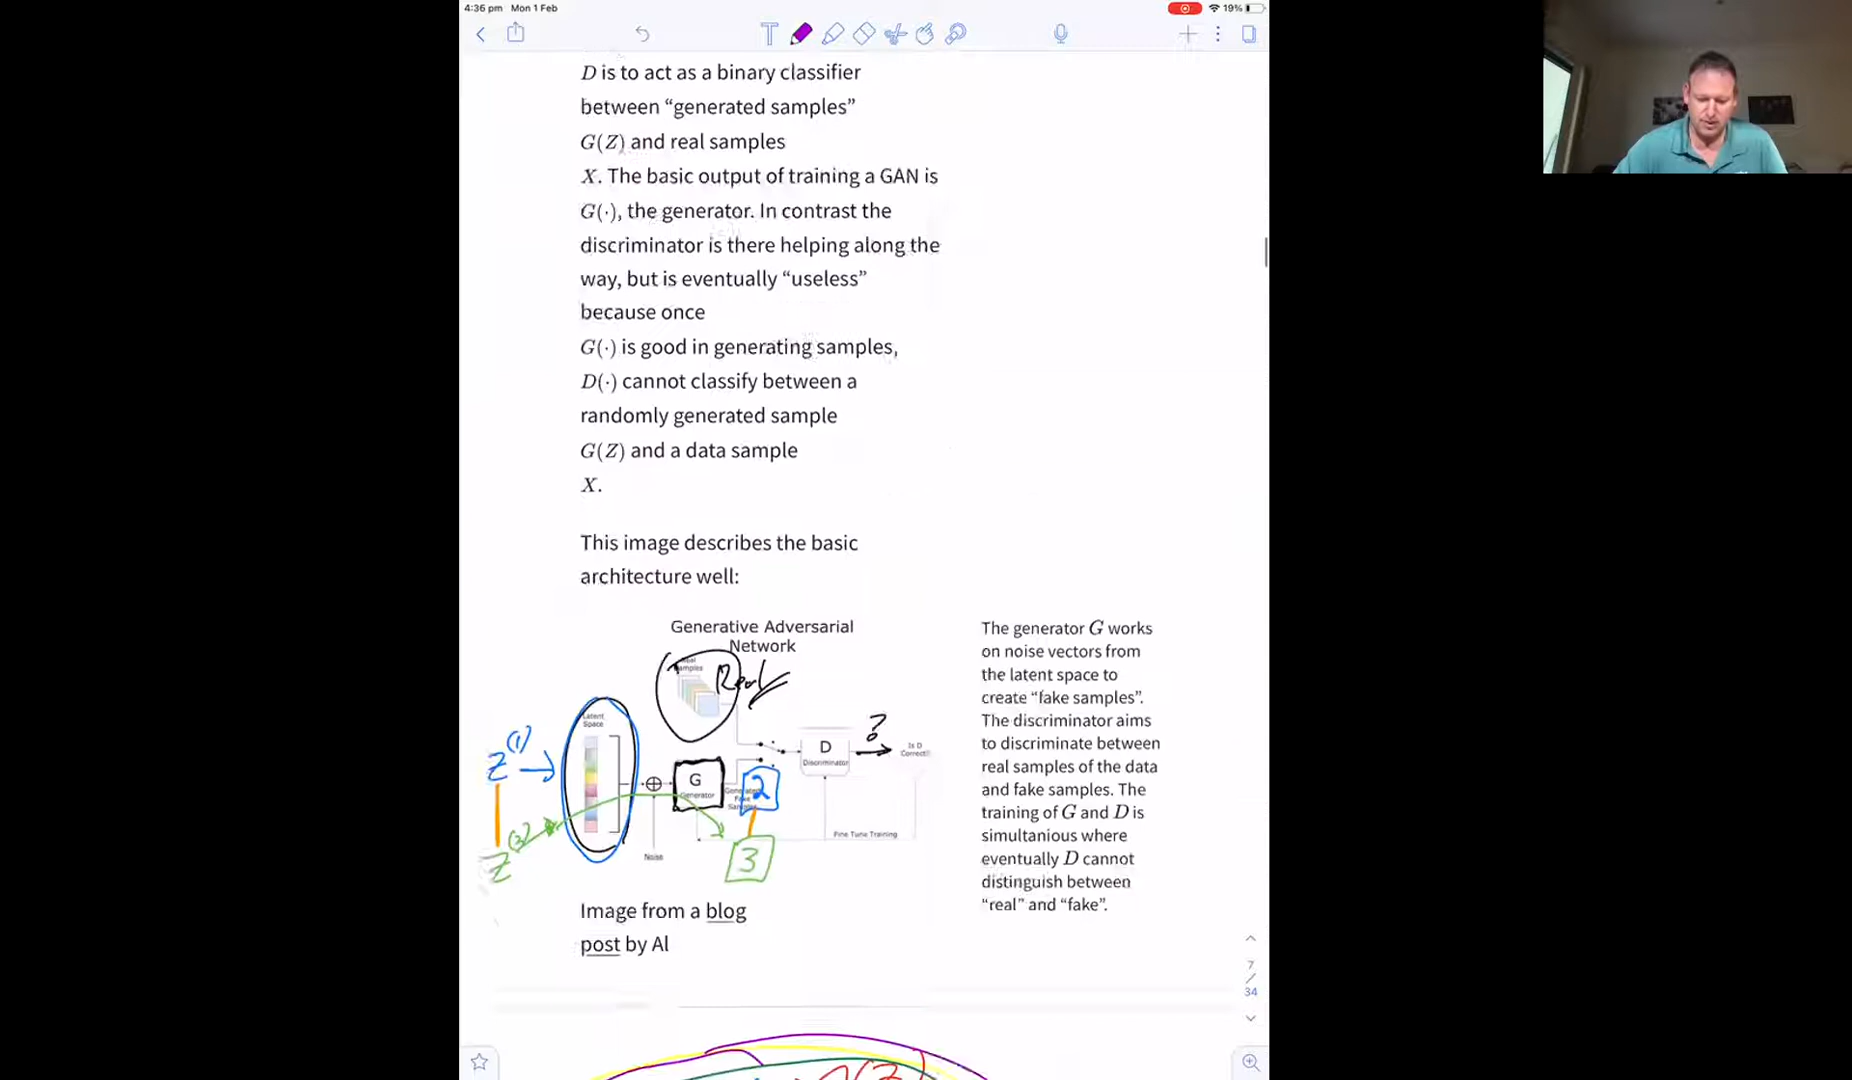 4:36 pm Mon 1 Feb
19%
D is to act as a binary classifier
between “generated samples”
G(Z) and real samples
X. The basic output of training a GAN is
G(·), the generator. In contrast the
discriminator is there helping along the
way, but is eventually “useless”
because once
G(·) is good in generating samples,
D(·) cannot classify between a
randomly generated sample
G(Z) and a data sample
X.
This image describes the basic
architecture well:
Generative Adversarial
Network
Samples
Real
Latent
Space
Z(1)
G
Generator
Generated
Fake
2
D
Discriminator
?
Is D
Correct?
Fine Tune Training
Noise
3
The generator G works
on noise vectors from
the latent space to
create “fake samples”.
The discriminator aims
to discriminate between
real samples of the data
and fake samples. The
training of G and D is
simultanious where
eventually D cannot
distinguish between
“real” and “fake”.
Image from a blog
post by Al
7
/
34